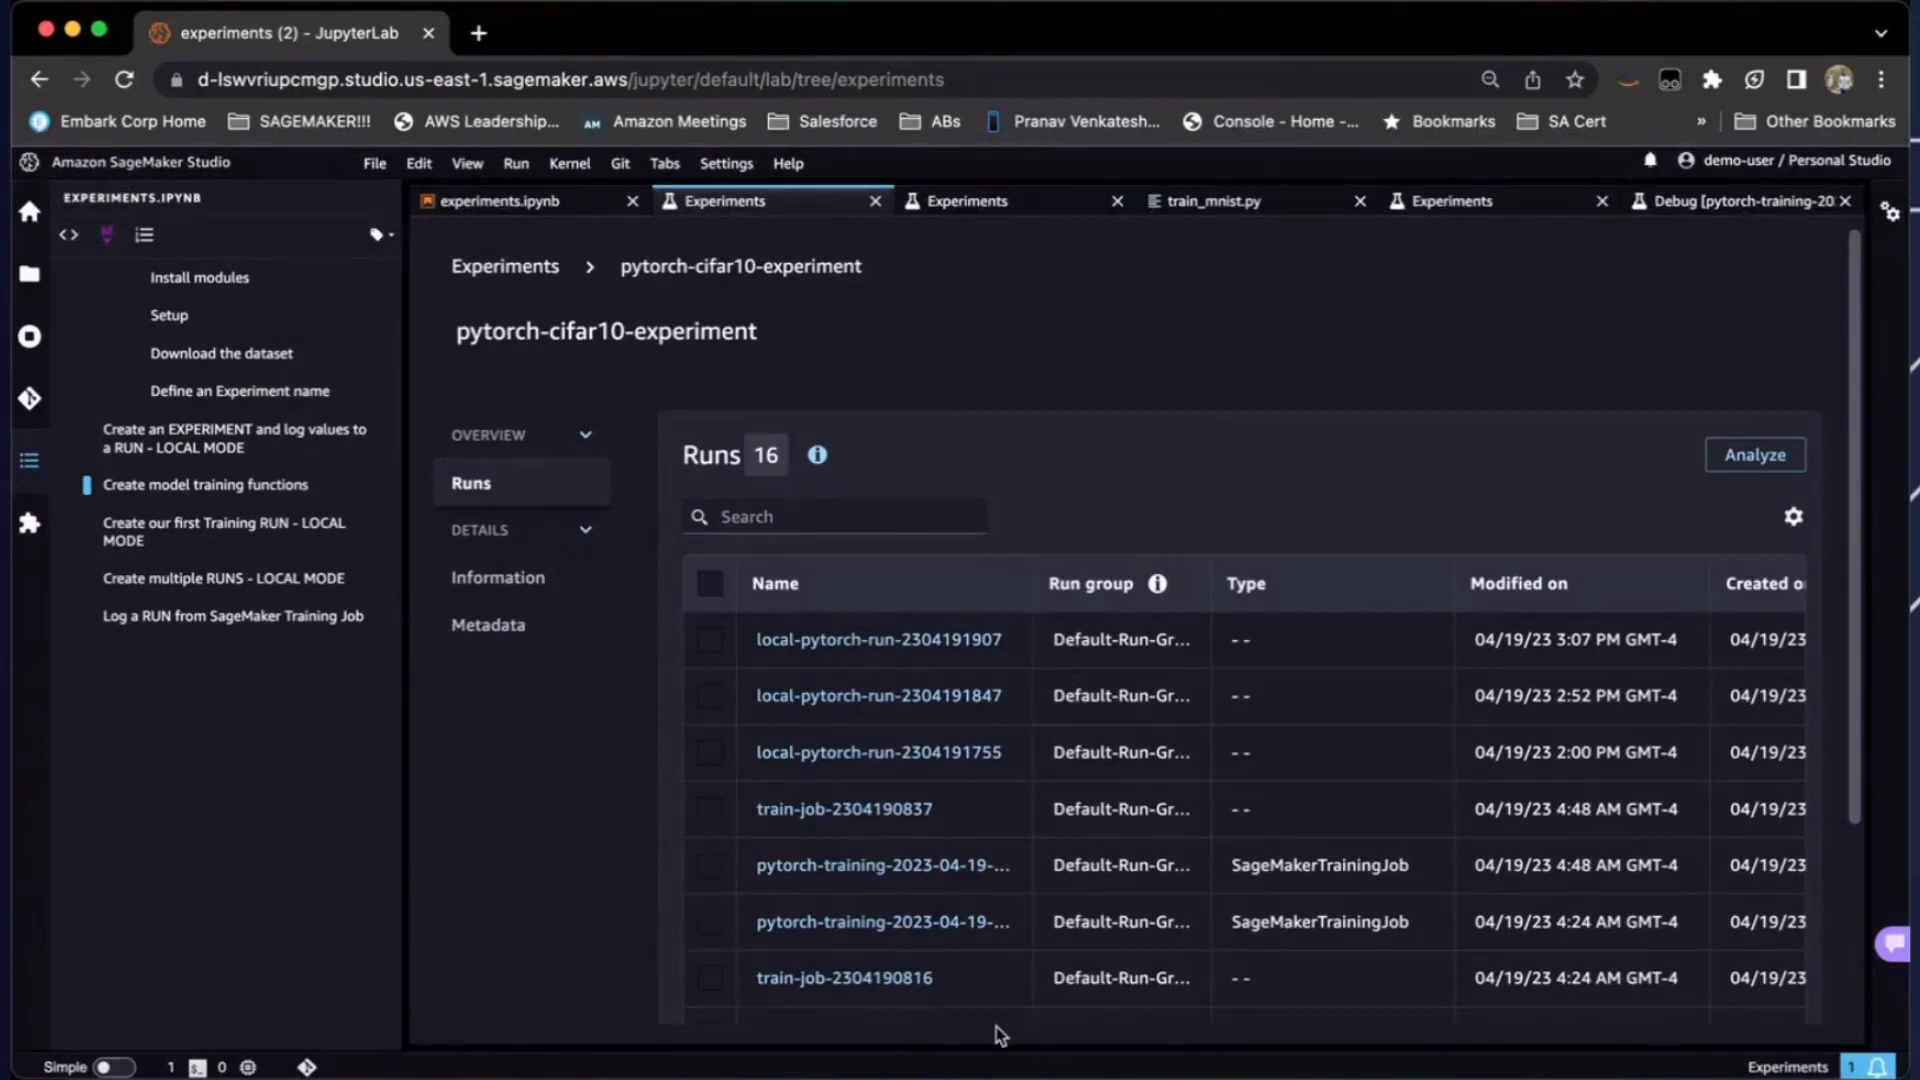 experiments (2) - JupyterLab
d-lswvriupcmgp.studio.us-east-1.sagemaker.aws/jupyter/default/lab/tree/experiments
Embark Corp Home SAGEMAKER!!! AWS Leadership... Amazon Meetings Salesforce ABs Pranav Venkatesh... Console - Home -... Bookmarks SA Cert » Other Bookmarks
Amazon SageMaker Studio File Edit View Run Kernel Git Tabs Settings Help demo-user / Personal Studio
EXPERIMENTS.IPYNB
experiments.ipynb Experiments Experiments train_mnist.py Experiments Debug [pytorch-training-20
Install modules
Setup
Download the dataset
Define an Experiment name
Create an EXPERIMENT and log values to
a RUN - LOCAL MODE
Create model training functions
Create our first Training RUN - LOCAL
MODE
Create multiple RUNS - LOCAL MODE
Log a RUN from SageMaker Training Job
Experiments > pytorch-cifar10-experiment
pytorch-cifar10-experiment
OVERVIEW
Runs
DETAILS
Information
Metadata
Runs 16
Analyze
Search
Name Run group Type Modified on Created o
local-pytorch-run-2304191907 Default-Run-Gr... -- 04/19/23 3:07 PM GMT-4 04/19/23
local-pytorch-run-2304191847 Default-Run-Gr... -- 04/19/23 2:52 PM GMT-4 04/19/23
local-pytorch-run-2304191755 Default-Run-Gr... -- 04/19/23 2:00 PM GMT-4 04/19/23
train-job-2304190837 Default-Run-Gr... -- 04/19/23 4:48 AM GMT-4 04/19/23
pytorch-training-2023-04-19-... Default-Run-Gr... SageMakerTrainingJob 04/19/23 4:48 AM GMT-4 04/19/23
pytorch-training-2023-04-19-... Default-Run-Gr... SageMakerTrainingJob 04/19/23 4:24 AM GMT-4 04/19/23
train-job-2304190816 Default-Run-Gr... -- 04/19/23 4:24 AM GMT-4 04/19/23
Simple 1 0 Experiments 1